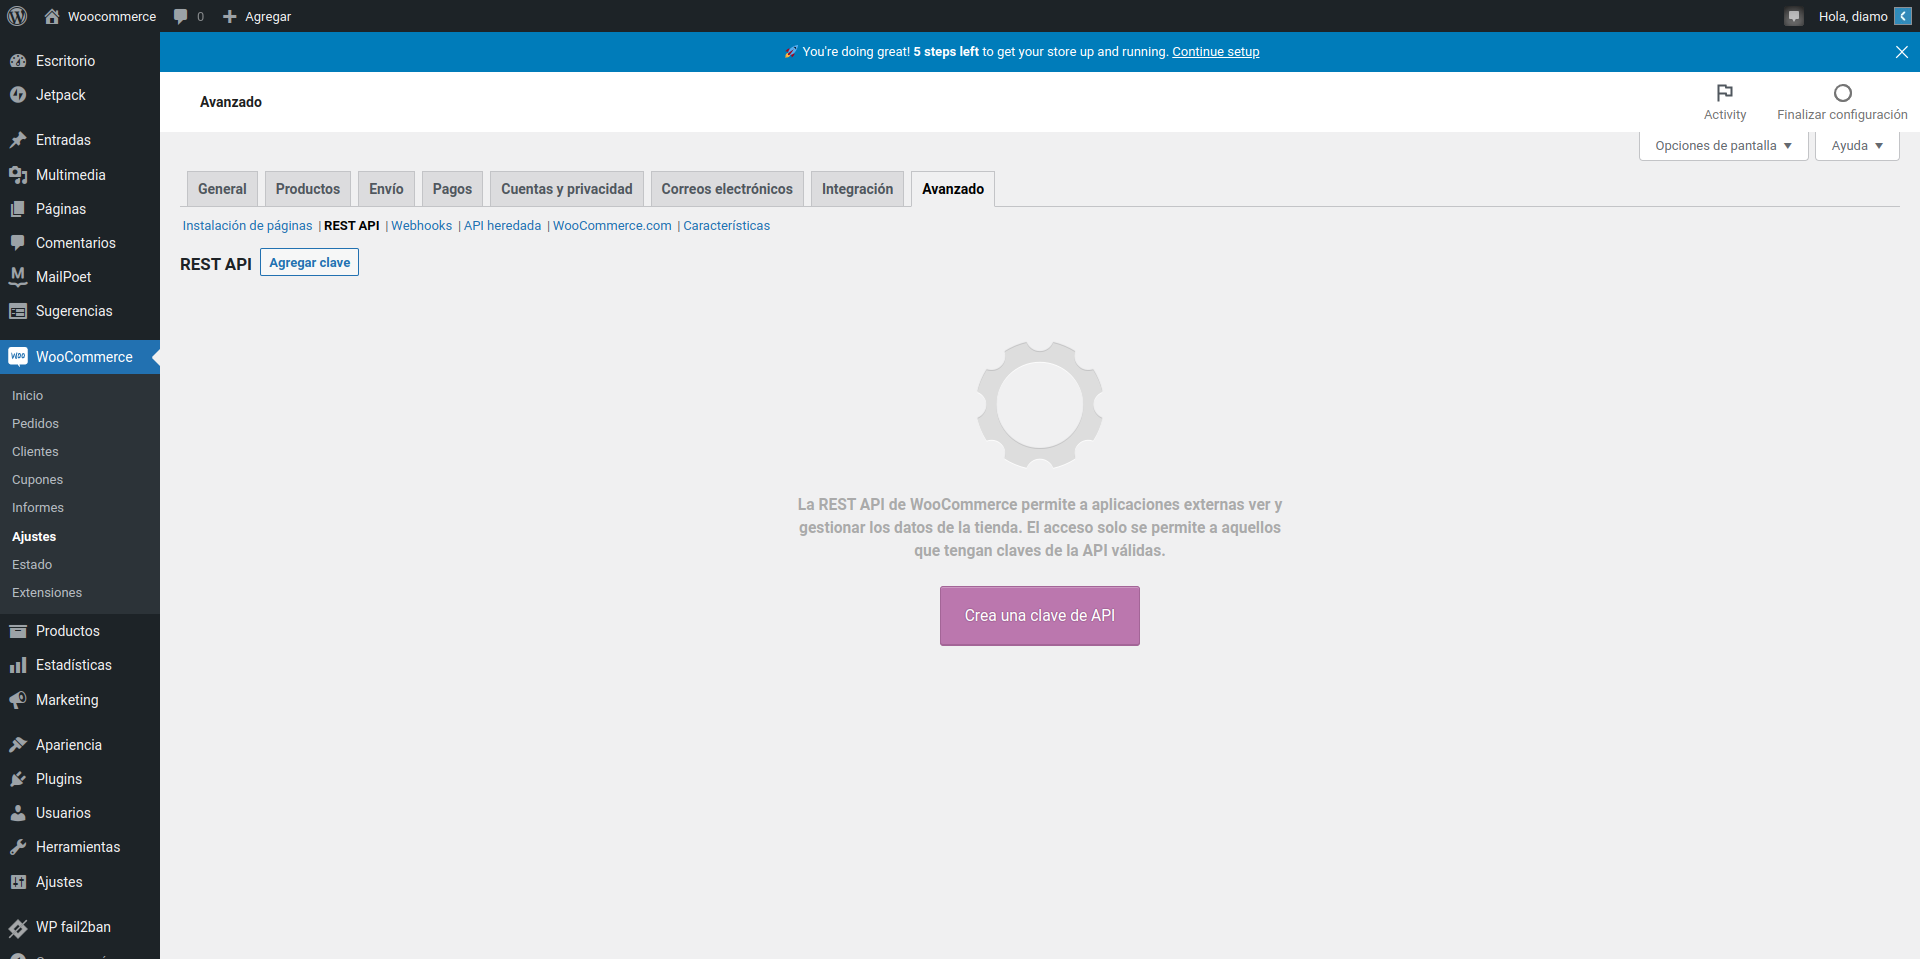 Woocommerce 0 Agregar Hola, diamo
🚀 You're doing great! 5 steps left to get your store up and running. Continue setup
Avanzado
Activity
Finalizar configuración
Opciones de pantalla
Ayuda
General
Productos
Envío
Pagos
Cuentas y privacidad
Correos electrónicos
Integración
Avanzado
Instalación de páginas | REST API | Webhooks | API heredada | WooCommerce.com | Características
REST API Agregar clave
La REST API de WooCommerce permite a aplicaciones externas ver y
gestionar los datos de la tienda. El acceso solo se permite a aquellos
que tengan claves de la API válidas.
Crea una clave de API
Escritorio
Jetpack
Entradas
Multimedia
Páginas
Comentarios
MailPoet
Sugerencias
WooCommerce
Inicio
Pedidos
Clientes
Cupones
Informes
Ajustes
Estado
Extensiones
Productos
Estadísticas
Marketing
Apariencia
Plugins
Usuarios
Herramientas
Ajustes
WP fail2ban